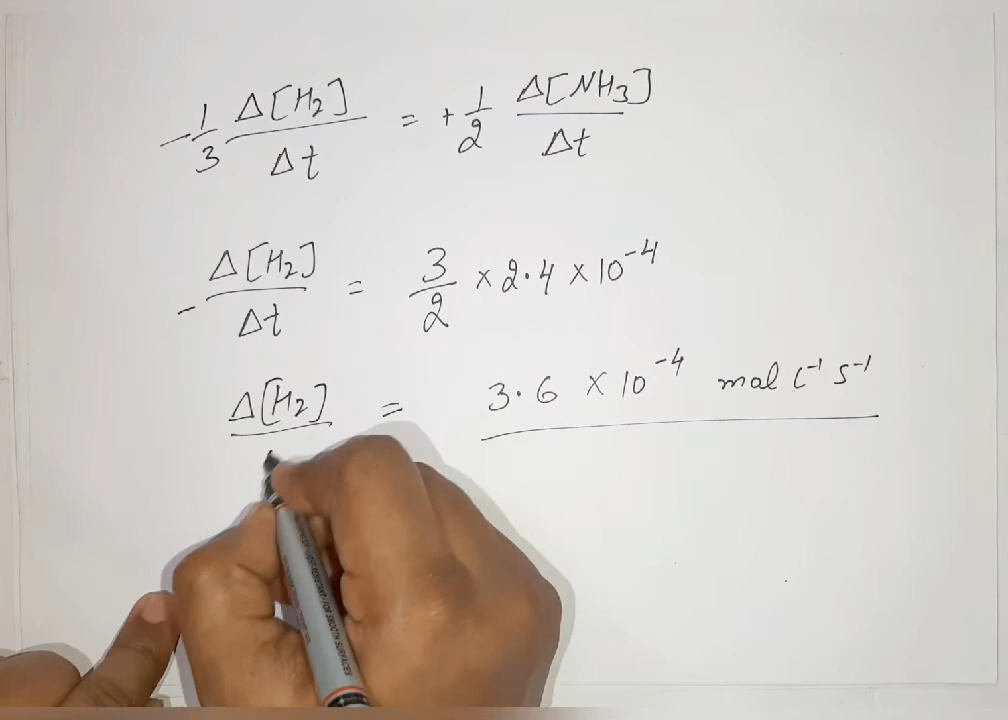 -1/3 Δ[H₂]/Δt = +1/2 Δ[NH₃]/Δt
-Δ[H₂]/Δt = 3/2 × 2.4 × 10⁻⁴
Δ[H₂] = 3.6 × 10⁻⁴ mol L⁻¹ S⁻¹